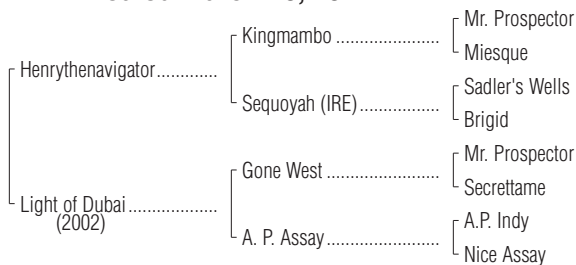 Mr. Prospector
Kingmambo
Miesque
Henrythenavigator
Sadler's Wells
Sequoyah (IRE)
Brigid
Mr. Prospector
Gone West
Secrettame
Light of Dubai
(2002)
A.P. Indy
A. P. Assay
Nice Assay